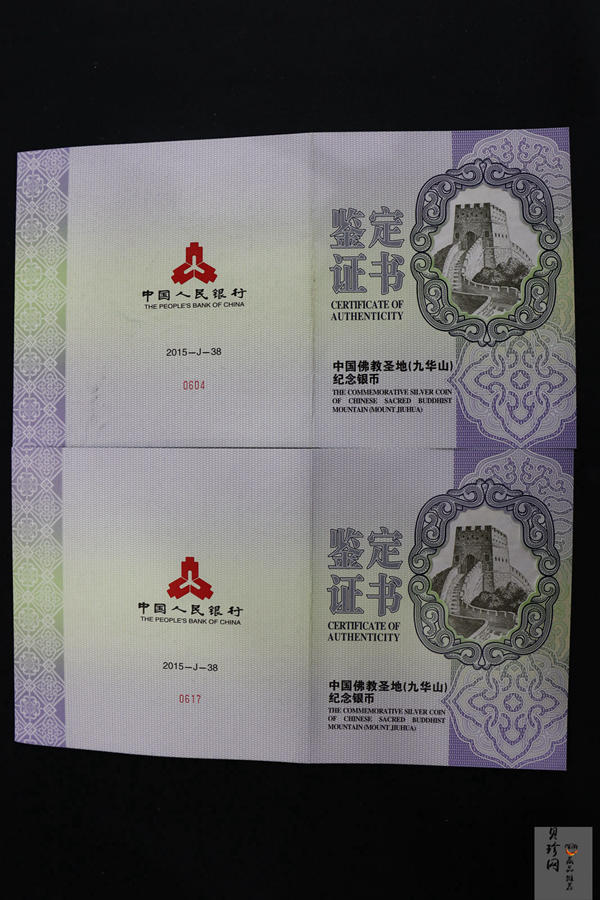 中国人民银行
THE PEOPLE'S BANK OF CHINA
2015-J-38
0604
鉴定
证书
CERTIFICATE OF
AUTHENTICITY
中国佛教圣地(九华山)
纪念银币
THE COMMEMORATIVE SILVER COIN
OF CHINESE SACRED BUDDHIST
MOUNTAIN (MOUNT JIUHUA)
中国人民银行
THE PEOPLE'S BANK OF CHINA
2015-J-38
0617
鉴定
证书
CERTIFICATE OF
AUTHENTICITY
中国佛教圣地(九华山)
纪念银币
THE COMMEMORATIVE SILVER COIN
OF CHINESE SACRED BUDDHIST
MOUNTAIN (MOUNT JIUHUA)
贝珍网